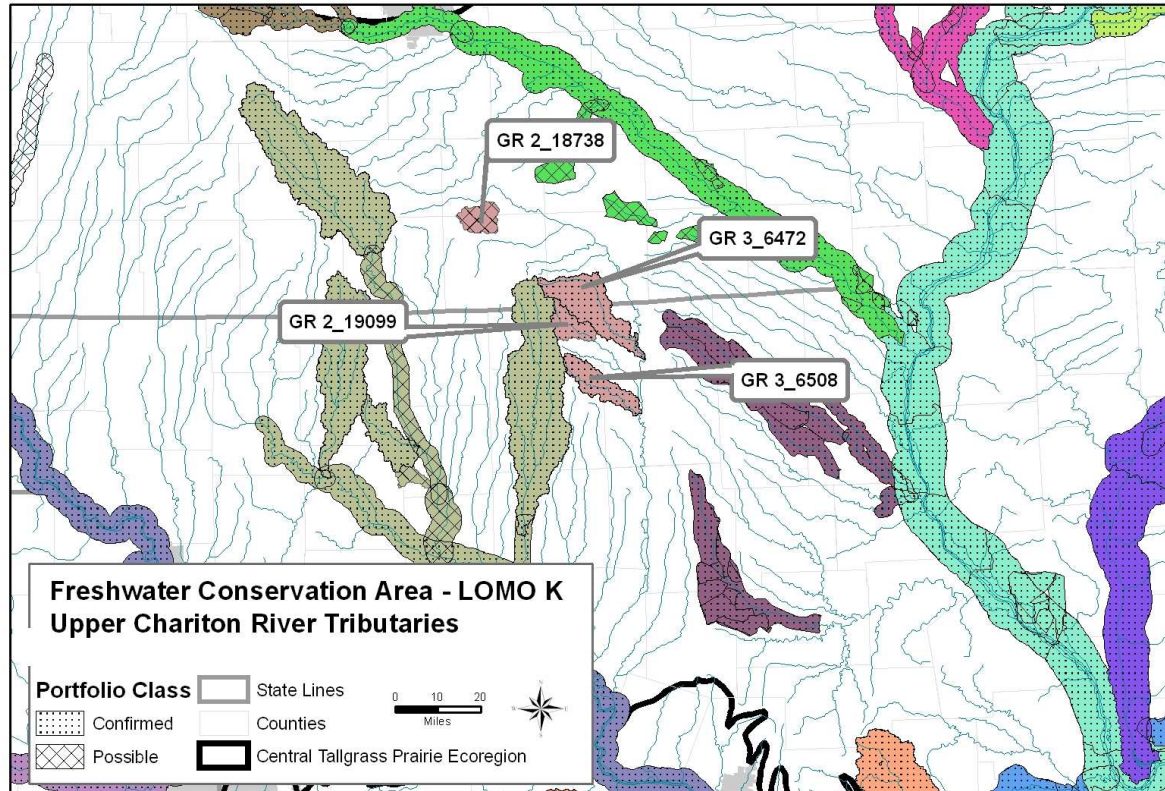 GR 2_18738
GR 3_6472
GR 2_19099
GR 3_6508
Freshwater Conservation Area - LOMO K
Upper Chariton River Tributaries
Portfolio Class
Confirmed
Possible
State Lines
Counties
Central Tallgrass Prairie Ecoregion
0 10 20
Miles